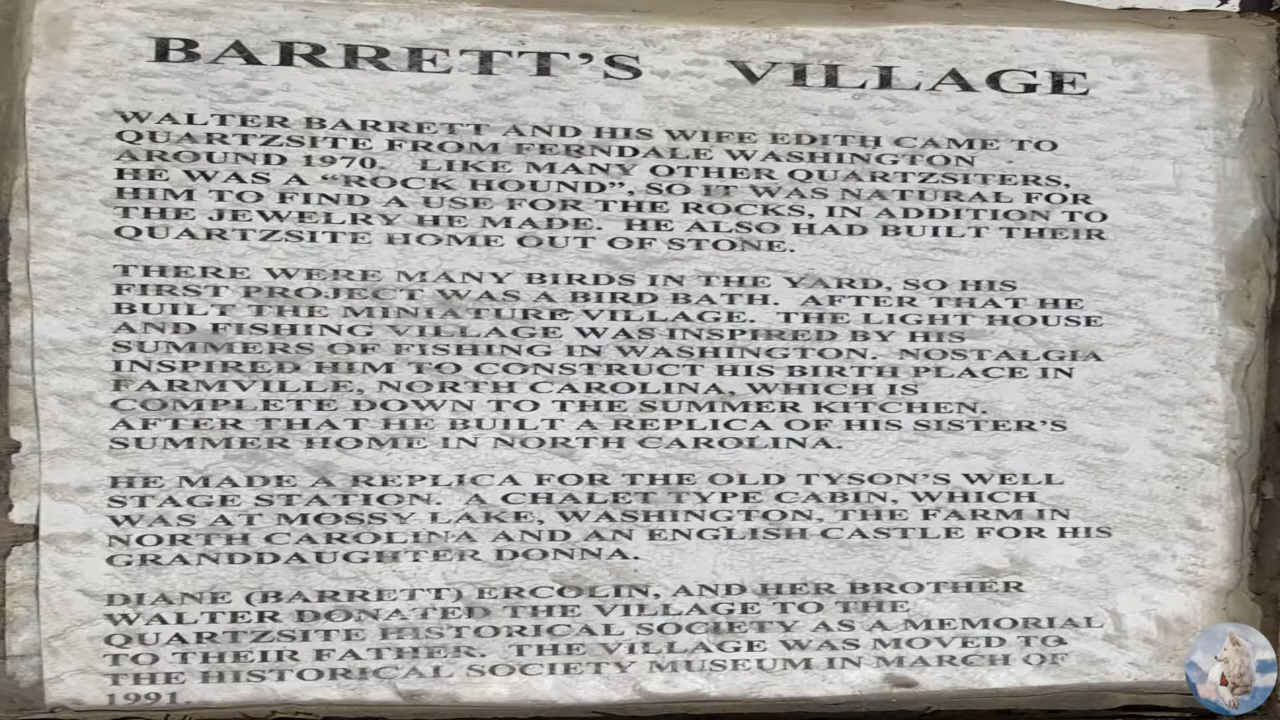 BARRETT'S VILLAGE
WALTER BARRETT AND HIS WIFE EDITH CAME TO
QUARTZSITE FROM FERNDALE WASHINGTON
AROUND 1970. LIKE MANY OTHER QUARTZSITERS,
HE WAS A "ROCK HOUND", SO IT WAS NATURAL FOR
HIM TO FIND A USE FOR THE ROCKS, IN ADDITION TO
THE JEWELRY HE MADE. HE ALSO HAD BUILT THEIR
QUARTZSITE HOME OUT OF STONE.
THERE WERE MANY BIRDS IN THE YARD, SO HIS
FIRST PROJECT WAS A BIRD BATH. AFTER THAT HE
BUILT THE MINIATURE VILLAGE. THE LIGHT HOUSE
AND FISHING VILLAGE WAS INSPIRED BY HIS
SUMMERS OF FISHING IN WASHINGTON. NOSTALGIA
INSPIRED HIM TO CONSTRUCT HIS BIRTH PLACE IN
FARMVILLE, NORTH CAROLINA, WHICH IS
COMPLETE DOWN TO THE SUMMER KITCHEN.
AFTER THAT HE BUILT A REPLICA OF HIS SISTER'S
SUMMER HOME IN NORTH CAROLINA.
HE MADE A REPLICA FOR THE OLD TYSON'S WELL
STAGE STATION. A CHALET TYPE CABIN, WHICH
WAS AT MOSSY LAKE, WASHINGTON, THE FARM IN
NORTH CAROLINA AND AN ENGLISH CASTLE FOR HIS
GRANDDAUGHTER DONNA.
DIANE (BARRETT) ERCOLIN, AND HER BROTHER
WALTER DONATED THE VILLAGE TO THE
QUARTZSITE HISTORICAL SOCIETY AS A MEMORIAL
TO THEIR FATHER. THE VILLAGE WAS MOVED TO
THE HISTORICAL SOCIETY MUSEUM IN MARCH OF
1991.